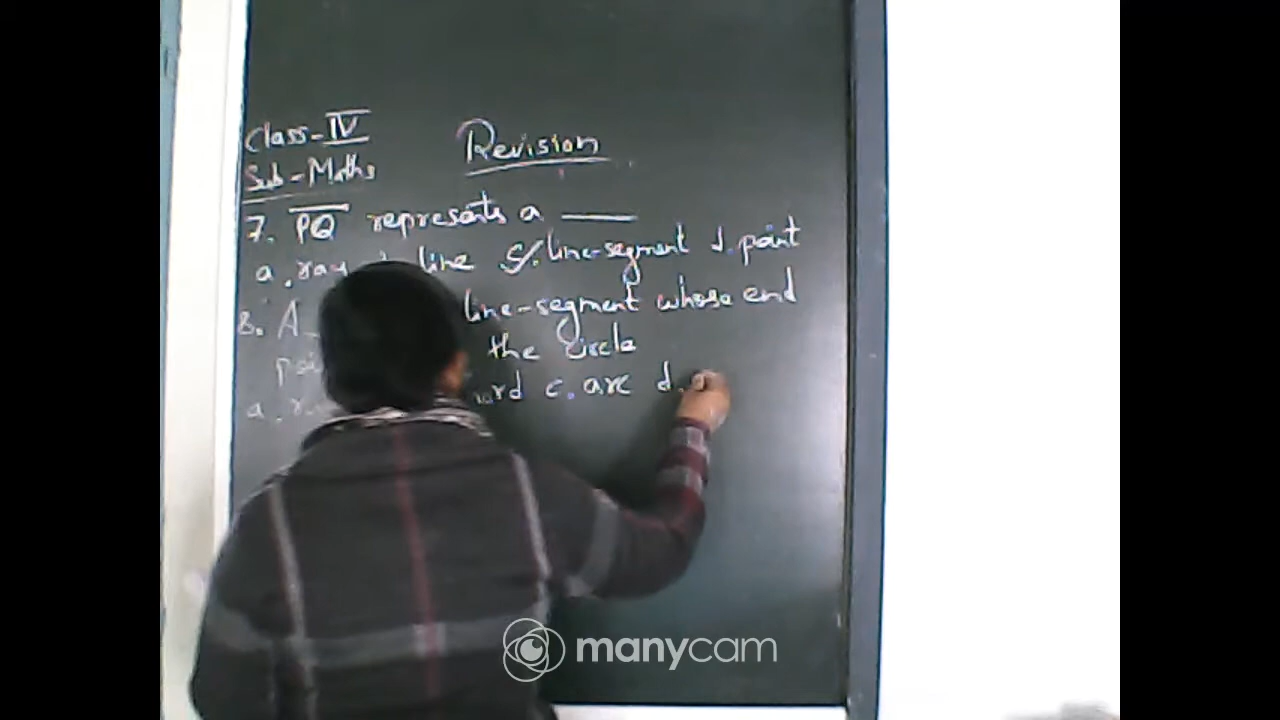 Class-IV
Sub-Maths
Revision
7. PQ represents a ____
a. ray line c. line-segment d. point
8. A line-segment whose end
the circle
a. c. arc d.
manycam